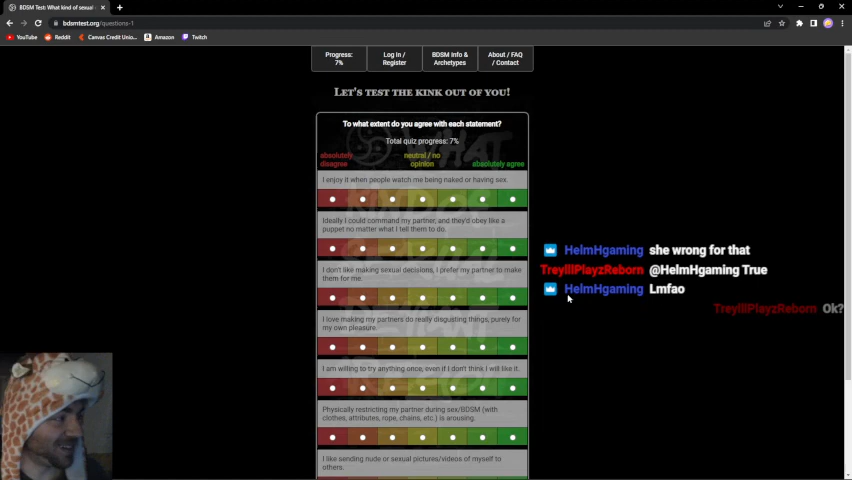 BDSM Test: What kind of sexual
bdsmtest.org/questions-1
YouTube Reddit Canvas Credit Unio... Amazon Twitch
Progress: 7%
Log In / Register
BDSM Info & Archetypes
About / FAQ / Contact
Let's test the kink out of you!
To what extent do you agree with each statement?
Total quiz progress: 7%
absolutely disagree
neutral / no opinion
absolutely agree
I enjoy it when people watch me being naked or having sex.
Ideally I could command my partner, and they'd obey like a
puppet no matter what I tell them to do.
I don't like making sexual decisions, I prefer my partner to make
them for me.
I love making my partners do really disgusting things, purely for
my own pleasure.
I am willing to try anything once, even if I don't think I will like it.
Physically restricting my partner during sex/BDSM (with
clothes, attributes, rope, chains, etc.) is arousing.
I like sending nude or sexual pictures/videos of myself to
others.
HelmHgaming she wrong for that
TreylllPlayzReborn @HelmHgaming True
HelmHgaming Lmfao
TreylllPlayzReborn Ok?